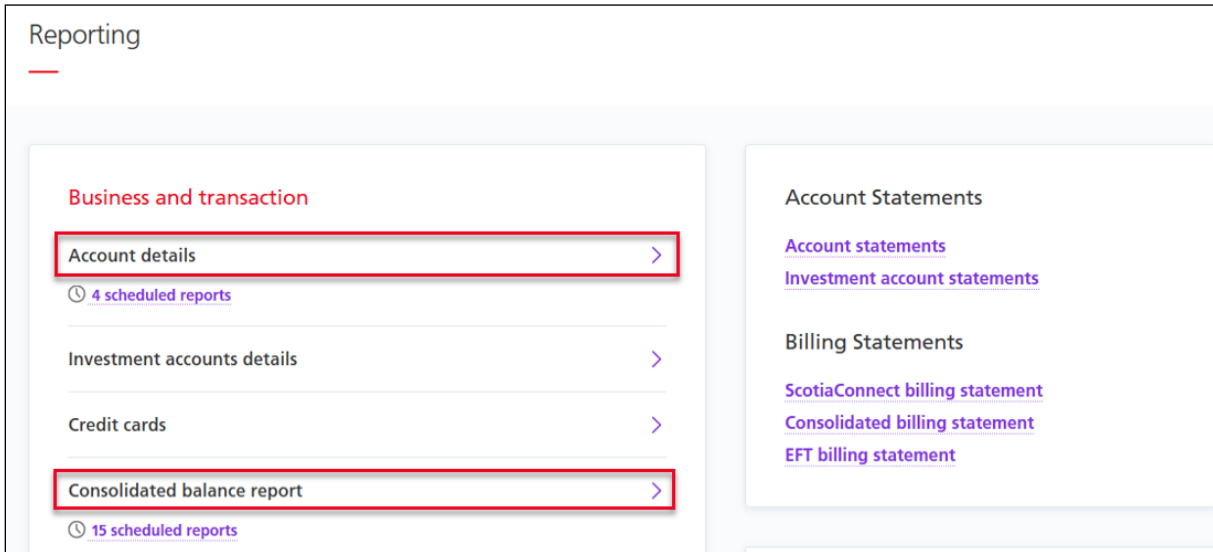 Reporting
Business and transaction
Account details
4 scheduled reports
Investment accounts details
Credit cards
Consolidated balance report
15 scheduled reports
Account Statements
Account statements
Investment account statements
Billing Statements
ScotiaConnect billing statement
Consolidated billing statement
EFT billing statement